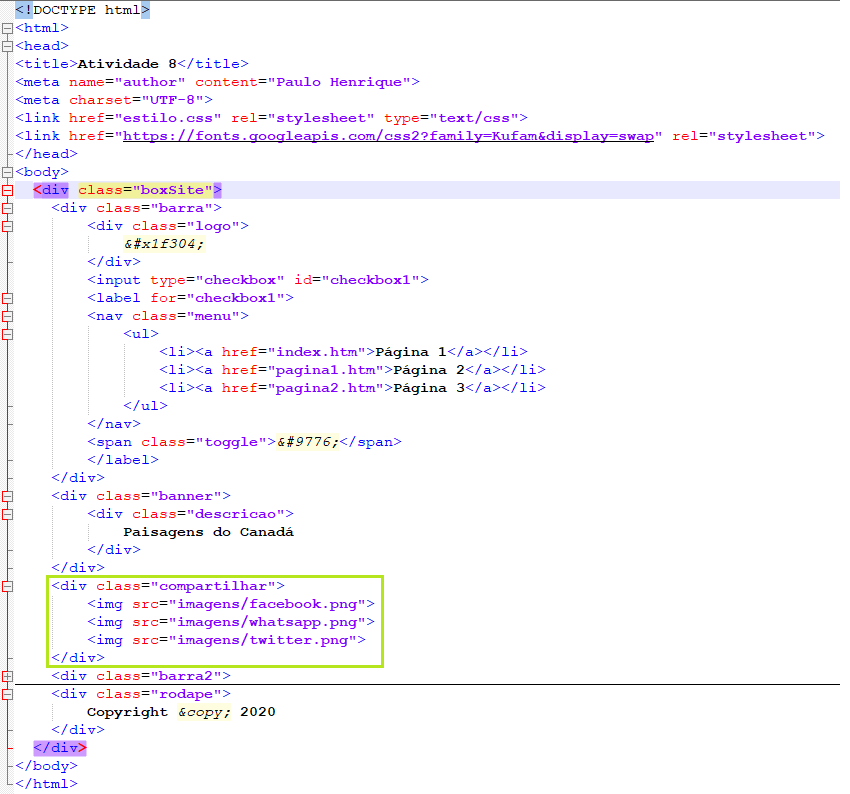 <!DOCTYPE html>
<html>
<head>
<title>Atividade 8</title>
<meta name="author" content="Paulo Henrique">
<meta charset="UTF-8">
<link href="estilo.css" rel="stylesheet" type="text/css">
<link href="https://fonts.googleapis.com/css2?family=Kufam&display=swap" rel="stylesheet">
</head>
<body>
<div class="boxSite">
<div class="barra">
<div class="logo">
&#x1f304;
</div>
<input type="checkbox" id="checkbox1">
<label for="checkbox1">
<nav class="menu">
<ul>
<li><a href="index.htm">Página 1</a></li>
<li><a href="pagina1.htm">Página 2</a></li>
<li><a href="pagina2.htm">Página 3</a></li>
</ul>
</nav>
<span class="toggle">&#9776;</span>
</label>
</div>
<div class="banner">
<div class="descricao">
Paisagens do Canadá
</div>
</div>
<div class="compartilhar">
<img src="imagens/facebook.png">
<img src="imagens/whatsapp.png">
<img src="imagens/twitter.png">
</div>
<div class="barra2">
<div class="rodape">
Copyright &copy; 2020
</div>
</div>
</body>
</html>